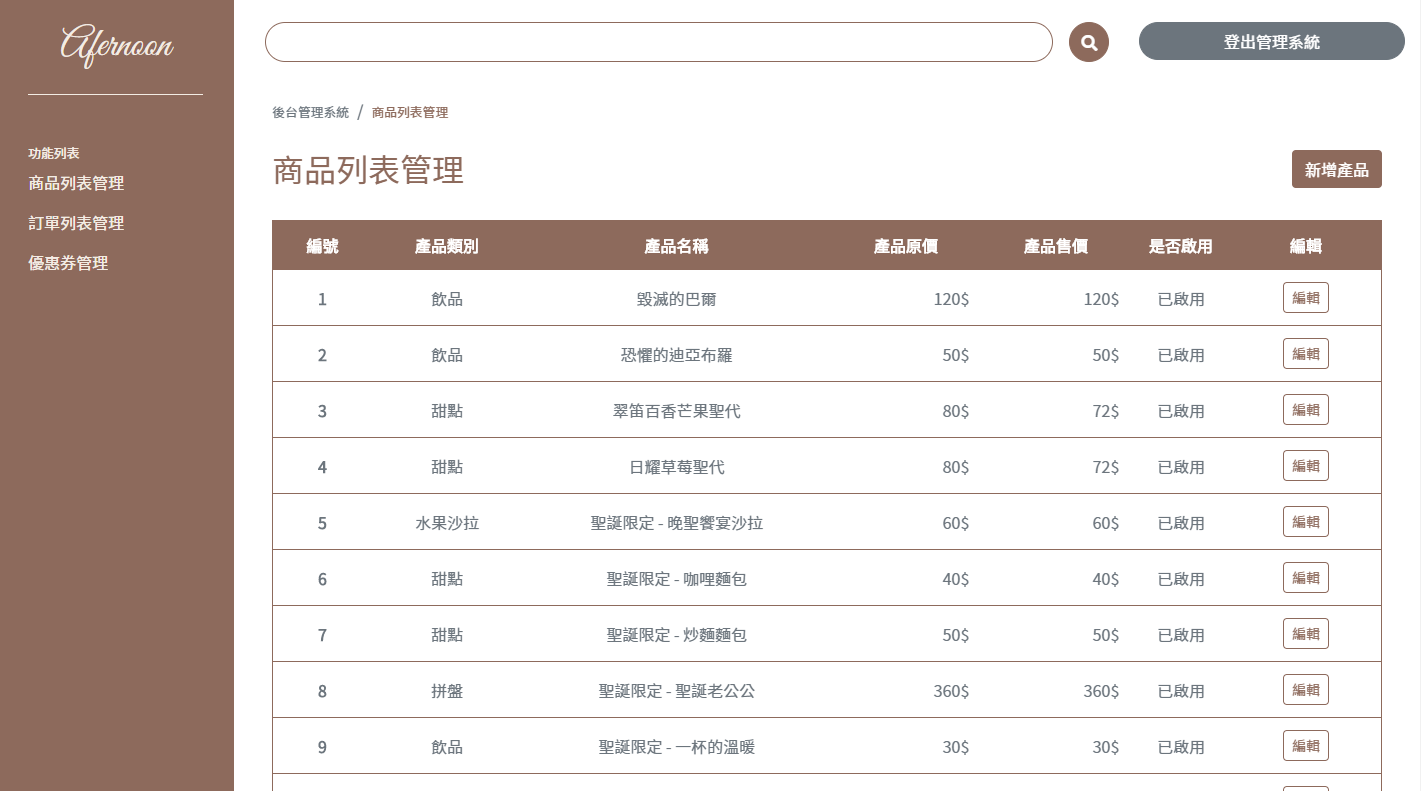 Afernoon
登出管理系統
後台管理系統 / 商品列表管理
功能列表
商品列表管理
訂單列表管理
優惠券管理
商品列表管理
新增產品
編號 產品類別 產品名稱 產品原價 產品售價 是否啟用 編輯
1 飲品 毀滅的巴爾 120$ 120$ 已啟用 編輯
2 飲品 恐懼的迪亞布羅 50$ 50$ 已啟用 編輯
3 甜點 翠笛百香芒果聖代 80$ 72$ 已啟用 編輯
4 甜點 日耀草莓聖代 80$ 72$ 已啟用 編輯
5 水果沙拉 聖誕限定 - 晚聖饗宴沙拉 60$ 60$ 已啟用 編輯
6 甜點 聖誕限定 - 咖哩麵包 40$ 40$ 已啟用 編輯
7 甜點 聖誕限定 - 炒麵麵包 50$ 50$ 已啟用 編輯
8 拼盤 聖誕限定 - 聖誕老公公 360$ 360$ 已啟用 編輯
9 飲品 聖誕限定 - 一杯的溫暖 30$ 30$ 已啟用 編輯